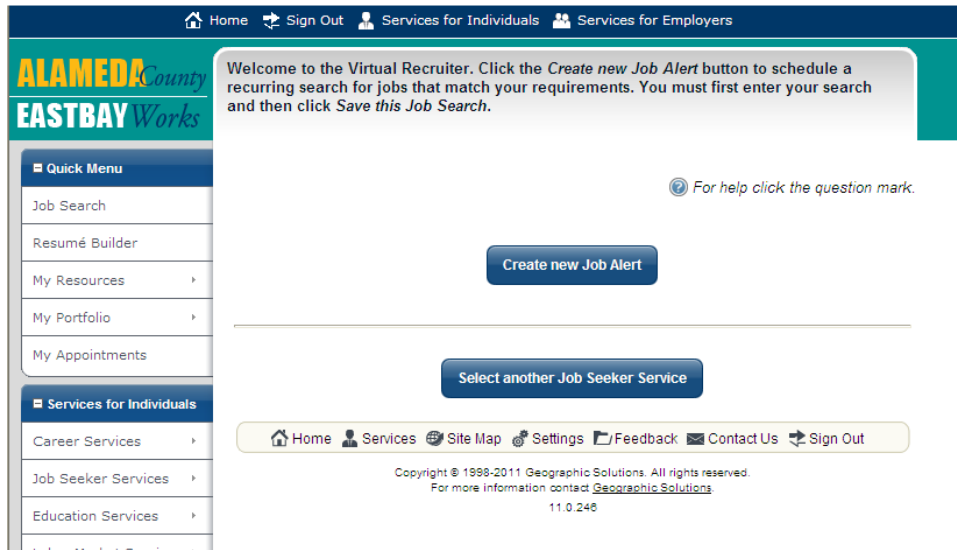 Home Sign Out Services for Individuals Services for Employers
ALAMEDA County
EASTBAY Works
Welcome to the Virtual Recruiter. Click the Create new Job Alert button to schedule a
recurring search for jobs that match your requirements. You must first enter your search
and then click Save this Job Search.
Quick Menu
Job Search
Resumé Builder
My Resources
My Portfolio
My Appointments
Services for Individuals
Career Services
Job Seeker Services
Education Services
For help click the question mark.
Create new Job Alert
Select another Job Seeker Service
Home Services Site Map Settings Feedback Contact Us Sign Out
Copyright © 1998-2011 Geographic Solutions. All rights reserved.
For more information contact Geographic Solutions.
11.0.246